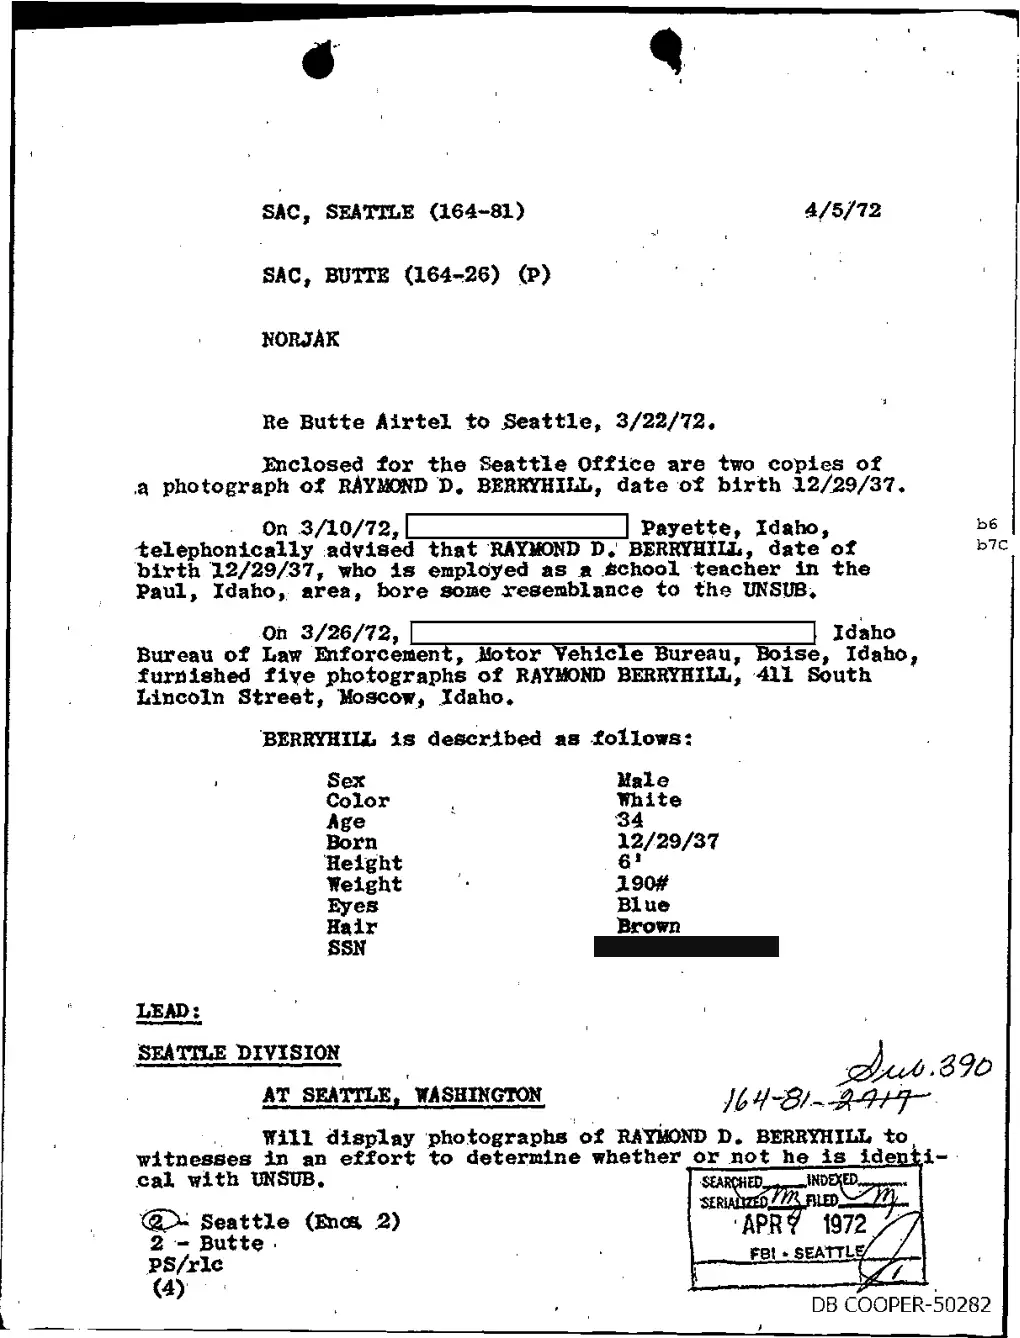 SAC, SEATTLE (164-81) 4/5/72
SAC, BUTTE (164-26) (P)
NORJAK
Re Butte Airtel to Seattle, 3/22/72.
Enclosed for the Seattle Office are two copies of
a photograph of RAYMOND D. BERRYHILL, date of birth 12/29/37.
On 3/10/72, Payette, Idaho,
b6
telephonically advised that RAYMOND D. BERRYHILL, date of
b7C
birth 12/29/37, who is employed as a school teacher in the
Paul, Idaho, area, bore some resemblance to the UNSUB.
On 3/26/72, Idaho
Bureau of Law Enforcement, Motor Vehicle Bureau, Boise, Idaho,
furnished five photographs of RAYMOND BERRYHILL, 411 South
Lincoln Street, Moscow, Idaho.
BERRYHILL is described as follows:
Sex Male
Color White
Age 34
Born 12/29/37
Height 6'
Weight 190#
Eyes Blue
Hair Brown
SSN
LEAD:
SEATTLE DIVISION
Sub.390
AT SEATTLE, WASHINGTON
164-81-2917
Will display photographs of RAYMOND D. BERRYHILL to
witnesses in an effort to determine whether or not he is identi-
cal with UNSUB.
SEARCHED INDEXED
SERIALIZED FILED
APR 9 1972
FBI - SEATTLE
2 - Seattle (Encs 2)
2 - Butte
PS/rlc
(4)
DB COOPER-50282